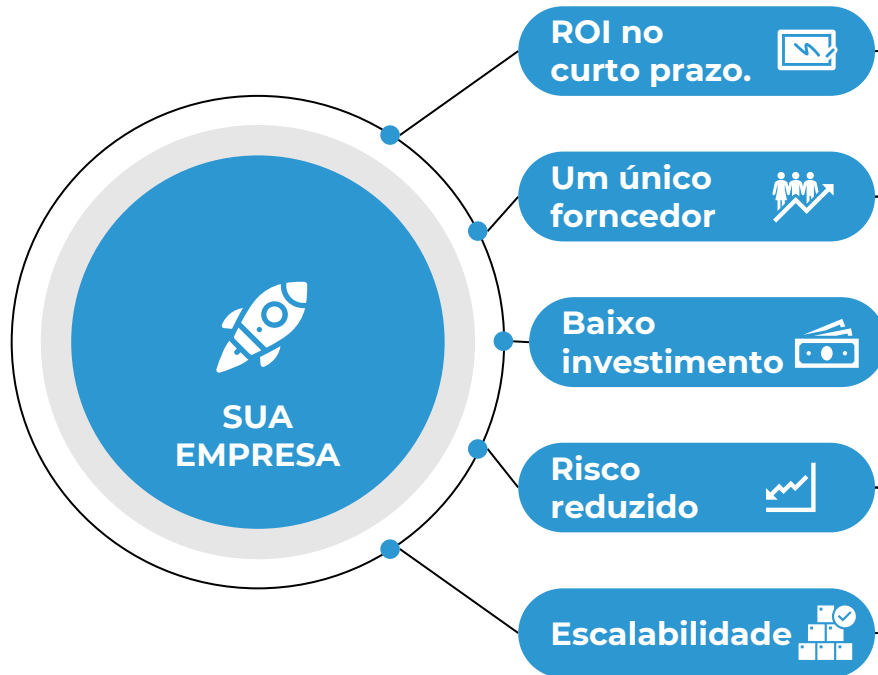 ROI no
curto prazo.
Um único
forncedor
Baixo
investimento
SUA
EMPRESA
Risco
reduzido
Escalabilidade